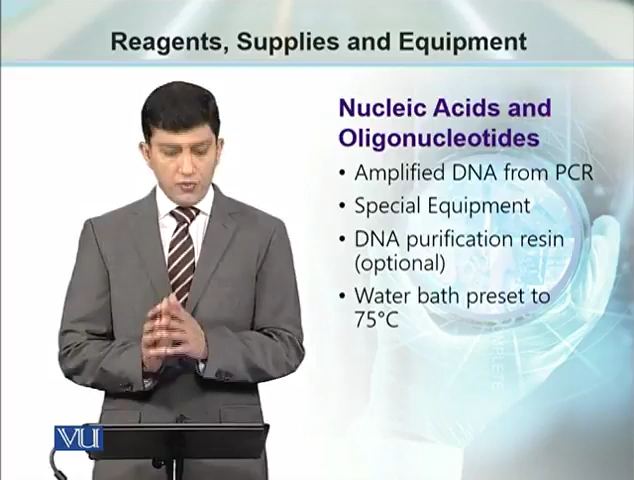 Reagents, Supplies and Equipment
Nucleic Acids and
Oligonucleotides
• Amplified DNA from PCR
• Special Equipment
• DNA purification resin
(optional)
• Water bath preset to
75°C
VU